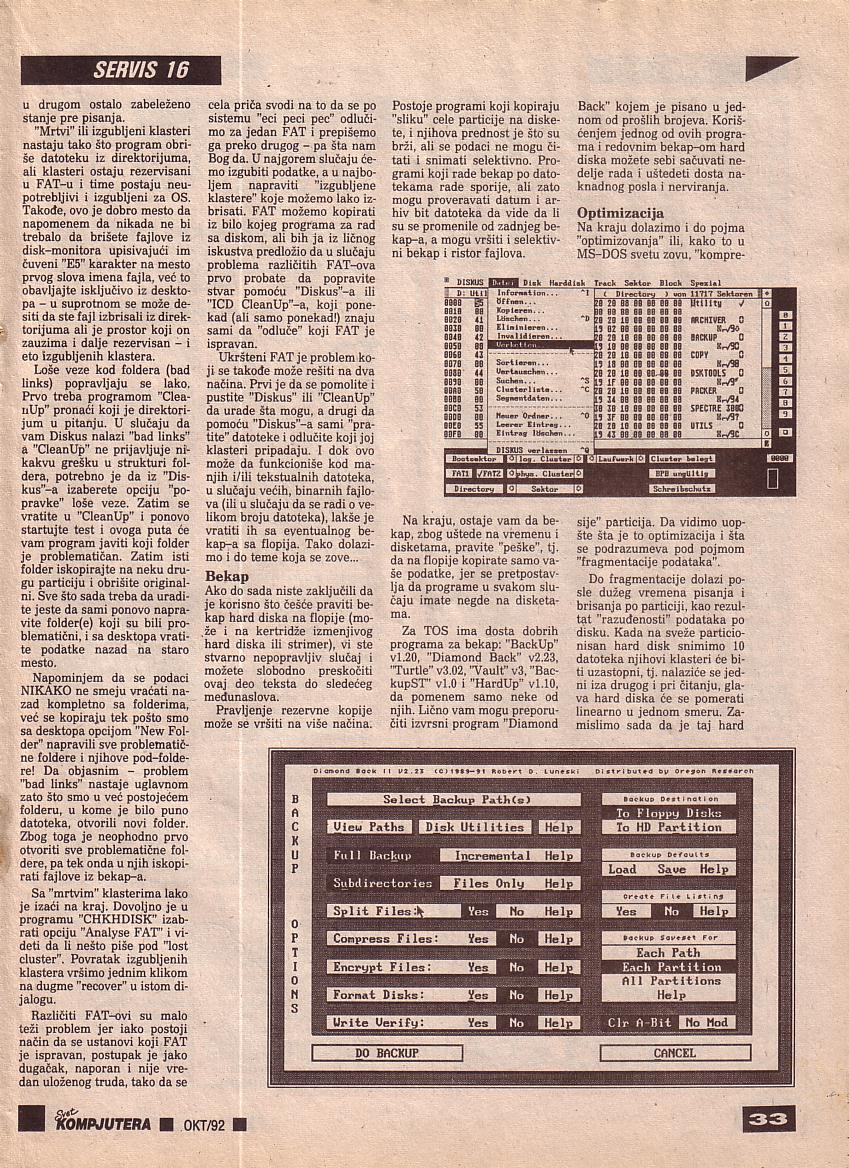 SERVIS 16
u drugom ostalo zabeleženo
stanje pre pisanja.
"Mrtvi" ili izgubljeni klasteri
nastaju tako što program obri-
še datoteku iz direktorijuma,
ali klasteri ostaju rezervisani
u FAT-u i time postaju neu-
potrebljivi i izgubljeni za OS.
Takođe, ovo je dobro mesto da
napomenem da nikada ne bi
trebalo da brišete fajlove iz
disk-monitora upisivajući im
čuveni "E5" karakter na mesto
prvog slova imena fajla, već to
obavljajte isključivo iz deskto-
pa – u suprotnom se može de-
siti da ste fajl izbrisali iz direk-
torijuma ali je prostor koji on
zauzima i dalje rezervisan – i
eto izgubljenih klastera.
Loše veze kod foldera (bad
links) popravljaju se lako.
Prvo treba programom "Clea-
nUp" pronaći koji je direktori-
jum u pitanju. U slučaju da
vam Diskus nalazi "bad links"
a "CleanUp" ne prijavljuje ni-
kakvu grešku u strukturi fol-
dera, potrebno je da iz "Dis-
kus"-a izaberete opciju "po-
pravke" loše veze. Zatim se
vratite u "CleanUp" i ponovo
startujte test i ovoga puta će
vam program javiti koji folder
je problematičan. Zatim isti
folder iskopirajte na neku dru-
gu particiju i obrišite original-
ni. Sve što sada treba da uradi-
te jeste da sami ponovo napra-
vite folder(e) koji su bili pro-
blematični, i sa desktopa vrati-
te podatke nazad na staro
mesto.
Napominjem da se podaci
NIKAKO ne smeju vraćati na-
zad kompletno sa folderima,
već se kopiraju tek pošto smo
sa desktopa opcijom "New Fol-
der" napravili sve problematič-
ne foldere i njihove pod-folde-
re! Da objasnim – problem
"bad links" nastaje uglavnom
zato što smo u već postojećem
folderu, u kome je bilo puno
datoteka, otvorili novi folder.
Zbog toga je neophodno prvo
otvoriti sve problematične fol-
dere, pa tek onda u njih iskopi-
rati fajlove iz bekap-a.
Sa "mrtvim" klasterima lako
je izaći na kraj. Dovoljno je u
programu "CHKHDISK" izab-
rati opciju "Analyse FAT" i vi-
deti da li nešto piše pod "lost
cluster". Povratak izgubljenih
klastera vršimo jednim klikom
na dugme "recover" u istom di-
jalogu.
Različiti FAT-ovi su malo
teži problem jer iako postoji
način da se ustanovi koji FAT
je ispravan, postupak je jako
dugačak, naporan i nije vre-
dan uloženog truda, tako da se
cela priča svodi na to da se po
sistemu "eci peci pec" odluči-
mo za jedan FAT i prepišemo
ga preko drugog - pa šta nam
Bog da. U najgorem slučaju će-
mo izgubiti podatke, a u najbo-
ljem napraviti "izgubljene
klastere" koje možemo lako iz-
brisati. FAT možemo kopirati
iz bilo kojeg programa za rad
sa diskom, ali bih ja iz ličnog
iskustva predložio da u slučaju
problema različitih FAT-ova
prvo probate da popravite
stvar pomoću "Diskus"-a ili
"ICD CleanUp"-a, koji pone-
kad (ali samo ponekad!) znaju
sami da "odluče" koji FAT je
ispravan.
Ukršteni FAT je problem ko-
ji se takođe može rešiti na dva
načina. Prvi je da se pomolite i
pustite "Diskus" ili "CleanUp"
da urade šta mogu, a drugi da
pomoću "Diskus"-a sami "pra-
tite" datoteke i odlučite koji joj
klasteri pripadaju. I dok ovo
može da funkcioniše kod ma-
njih i/ili tekstualnih datoteka,
u slučaju većih, binarnih fajlo-
va (ili u slučaju da se radi o ve-
likom broju datoteka), lakše je
vratiti ih sa eventualnog be-
kap-a sa flopija. Tako dolazi-
mo i do teme koja se zove...
Bekap
Ako do sada niste zaključili da
je korisno što češće praviti be-
kap hard diska na flopije (mo-
že i na kertridže izmenjivog
hard diska ili strimer), vi ste
stvarno nepopravljiv slučaj i
možete slobodno preskočiti
ovaj deo teksta do sledećeg
međunaslova.
Pravljenje rezervne kopije
može se vršiti na više načina.
Postoje programi koji kopiraju
"sliku" cele particije na diske-
te, i njihova prednost je što su
brži, ali se podaci ne mogu či-
tati i snimati selektivno. Pro-
grami koji rade bekap po dato-
tekama rade sporije, ali zato
mogu proveravati datum i ar-
hiv bit datoteka da vide da li
su se promenile od zadnjeg be-
kap-a, a mogu vršiti i selektiv-
ni bekap i ristor fajlova.
Back" kojem je pisano u jed-
nom od prošlih brojeva. Koriš-
ćenjem jednog od ovih progra-
ma i redovnim bekap-om hard
diska možete sebi sačuvati ne-
delje rada i uštedeti dosta na-
knadnog posla i nerviranja.
Optimizacija
Na kraju dolazimo i do pojma
"optimizovanja" ili, kako to u
MS-DOS svetu zovu, "kompre-
DISKUS Datei Disk Harddisk Track Sektor Block Spezial
D: Util
( Directory ) von 11717 Sektoren
Information... ^I
Öffnen...
Kopieren...
Löschen... ^D
Eliminieren...
Invalidieren...
Verketten...
Sortieren...
Vertauschen...
Suchen... ^S
Clusterliste... ^C
Segmentdaten...
Neuer Ordner... ^F
Leerer Eintrag...
Eintrag löschen...
DISKUS verlassen ^Q
Utility
ARCHIVER
BACKUP
COPY
DSKTOOLS
PACKER
SPECTRE
UTILS
Bootsektor log. Cluster Laufwerk Cluster belegt
FAT1 √FAT2 phys. Cluster BPB ungültig
Directory Sektor Schreibschutz
Na kraju, ostaje vam da be-
kap, zbog uštede na vremenu i
disketama, pravite "peške", tj.
da na flopije kopirate samo va-
še podatke, jer se pretpostav-
lja da programe u svakom slu-
čaju imate negde na disketa-
ma.
Za TOS ima dosta dobrih
programa za bekap: "BackUp"
v1.20, "Diamond Back" v2.23,
"Turtle" v3.02, "Vault" v3, "Bac-
kupST" v1.0 i "HardUp" v1.10,
da pomenem samo neke od
njih. Lično vam mogu preporu-
čiti izvrsni program "Diamond
sije" particija. Da vidimo uop-
šte šta je to optimizacija i šta
se podrazumeva pod pojmom
"fragmentacije podataka".
Do fragmentacije dolazi po-
sle dužeg vremena pisanja i
brisanja po particiji, kao rezul-
tat "razuđenosti" podataka po
disku. Kada na sveže particio-
nisan hard disk snimimo 10
datoteka njihovi klasteri će bi-
ti uzastopni, tj. nalaziće se jed-
ni iza drugog i pri čitanju, gla-
va hard diska će se pomerati
linearno u jednom smeru. Za-
mislimo sada da je taj hard
Diamond Back II V2.23 (C)1989-91 Robert D. Luneski Distributed by Oregon Research
BACKUP OPTIONS
Select Backup Path(s)
View Paths Disk Utilities Help
Full Backup Incremental Help
Subdirectories Files Only Help
Split Files: Yes No Help
Compress Files: Yes No Help
Encrypt Files: Yes No Help
Format Disks: Yes No Help
Write Verify: Yes No Help
Backup Destination
To Floppy Disks
To HD Partition
Backup Defaults
Load Save Help
Create File Listing
Yes No Help
Backup Saveset For
Each Path
Each Partition
All Partitions
Help
Clr A-Bit No Mod
DO BACKUP CANCEL
Svet KOMPJUTERA OKT/92
33